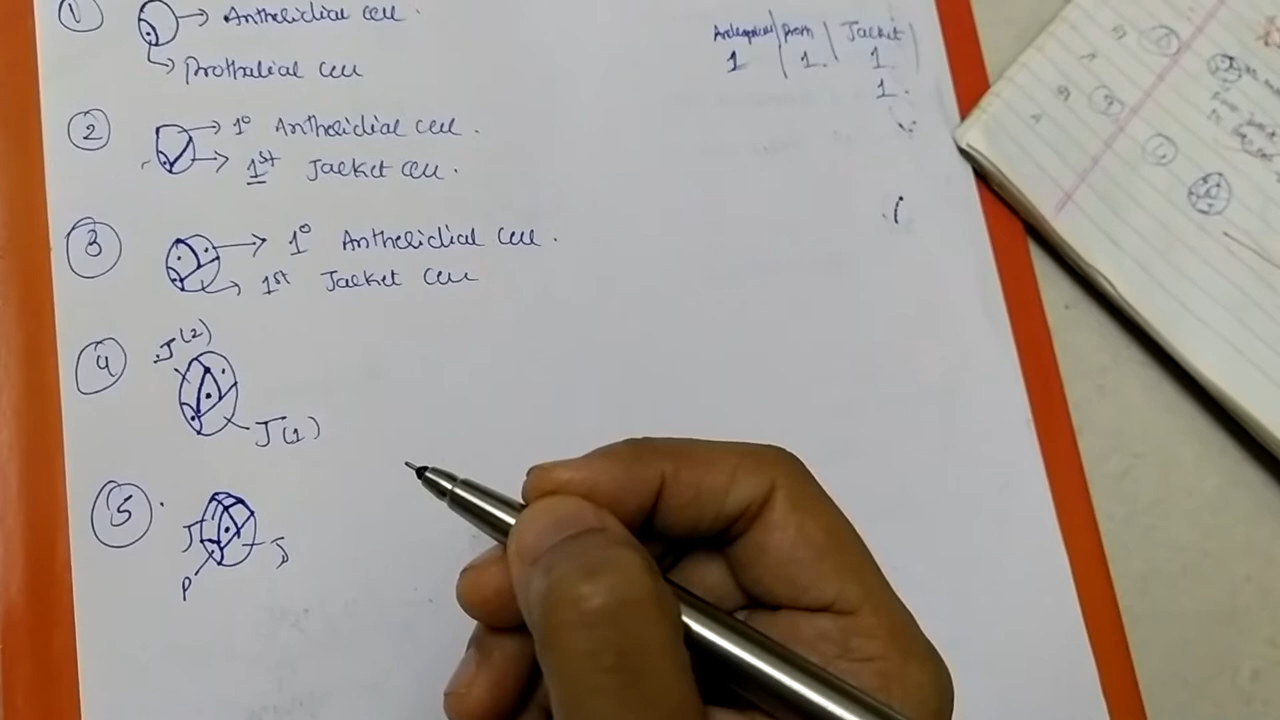 1 Antheridial cell.
Prothalial cell
2 1° Antheridial cell.
1st Jacket cell.
3 1° Antheridial cell.
1st Jacket cell
4 J(2)
J(1)
5 J J
P
Jacket
1 1. 1
1.